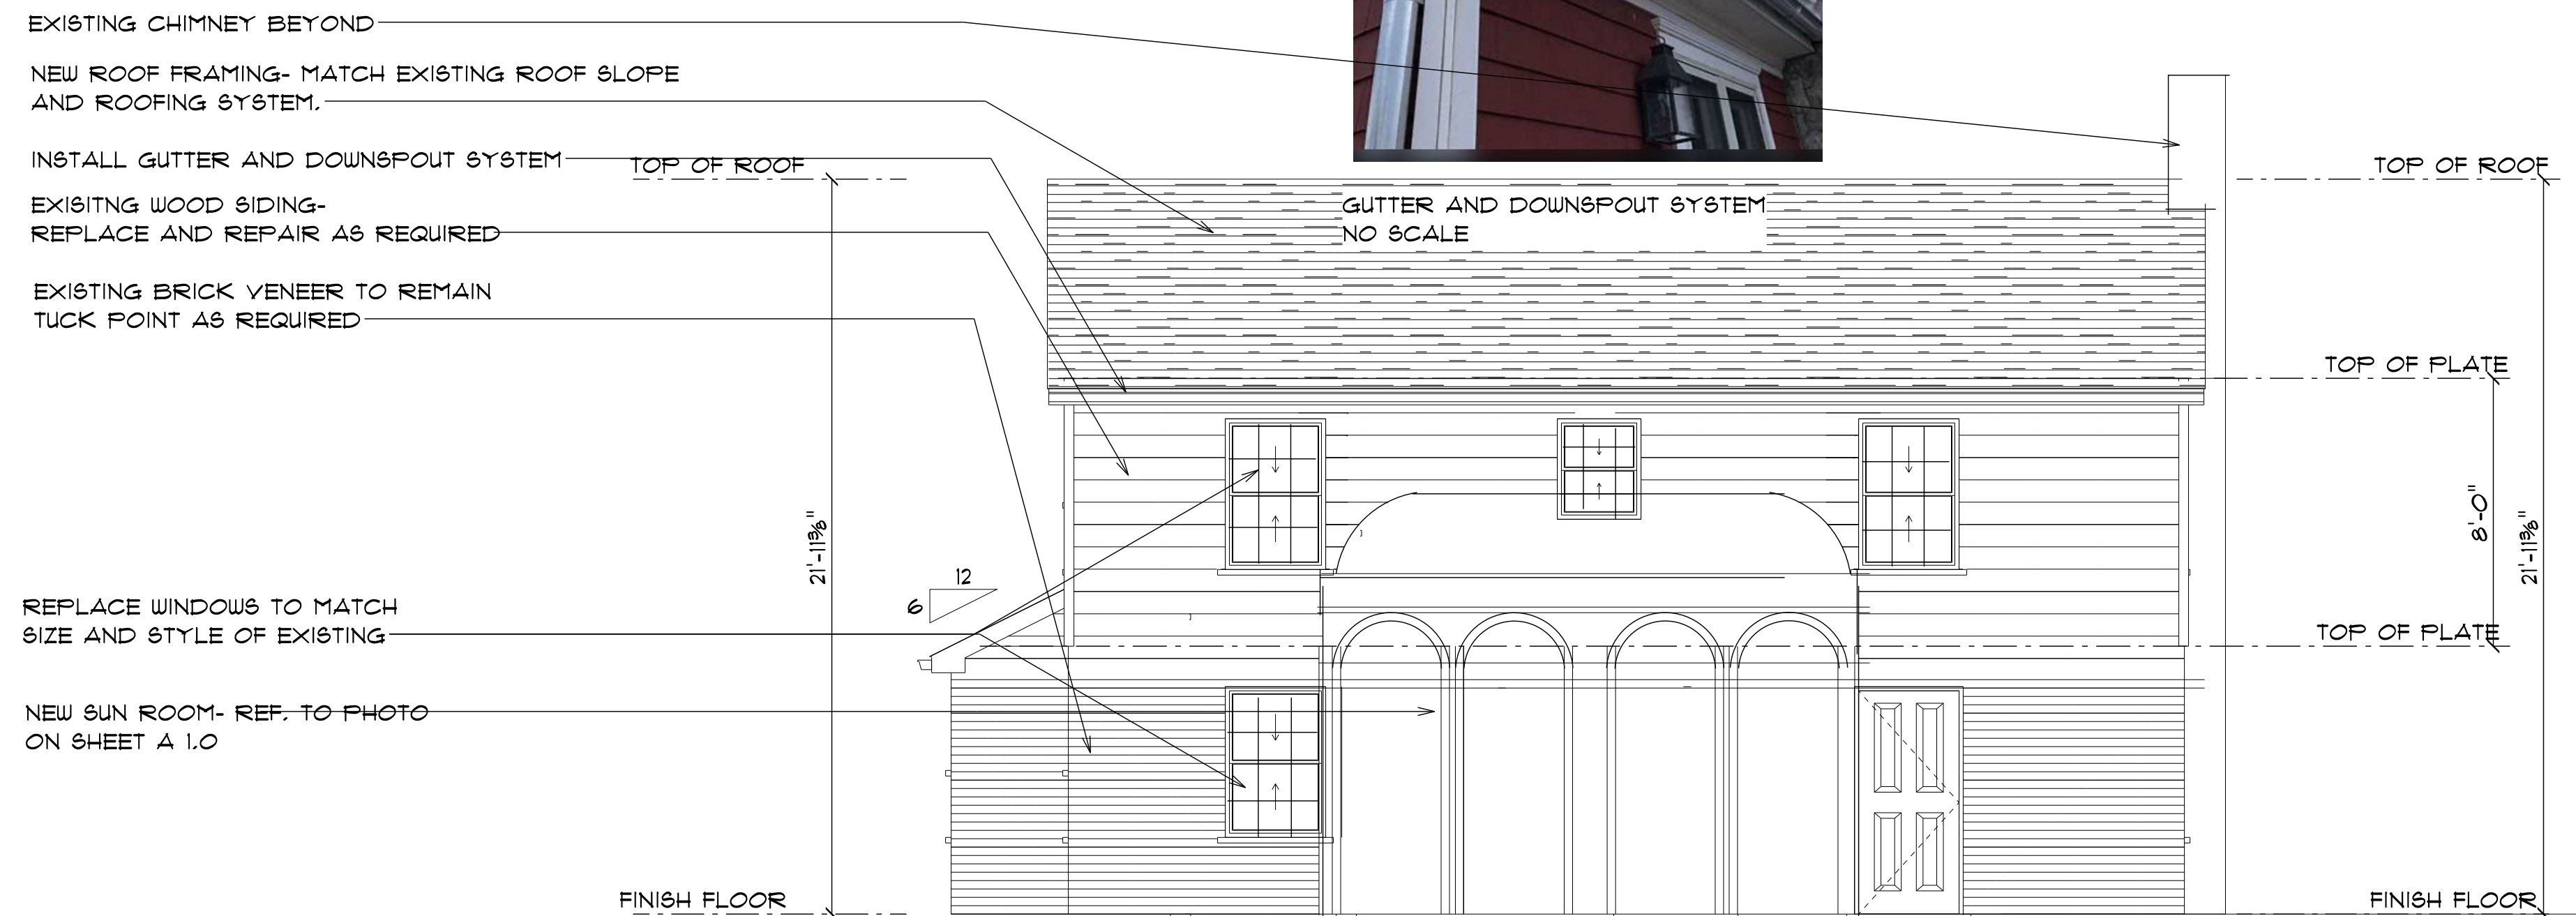 EXISTING CHIMNEY BEYOND
NEW ROOF FRAMING- MATCH EXISTING ROOF SLOPE
AND ROOFING SYSTEM.
INSTALL GUTTER AND DOWNSPOUT SYSTEM
EXISITNG WOOD SIDING-
REPLACE AND REPAIR AS REQUIRED
EXISTING BRICK VENEER TO REMAIN
TUCK POINT AS REQUIRED
REPLACE WINDOWS TO MATCH
SIZE AND STYLE OF EXISTING
NEW SUN ROOM- REF. TO PHOTO
ON SHEET A 1.0
TOP OF ROOF
21'-11⅜"
FINISH FLOOR
12
6
GUTTER AND DOWNSPOUT SYSTEM
NO SCALE
TOP OF ROOF
TOP OF PLATE
8'-0"
21'-11⅜"
TOP OF PLATE
FINISH FLOOR